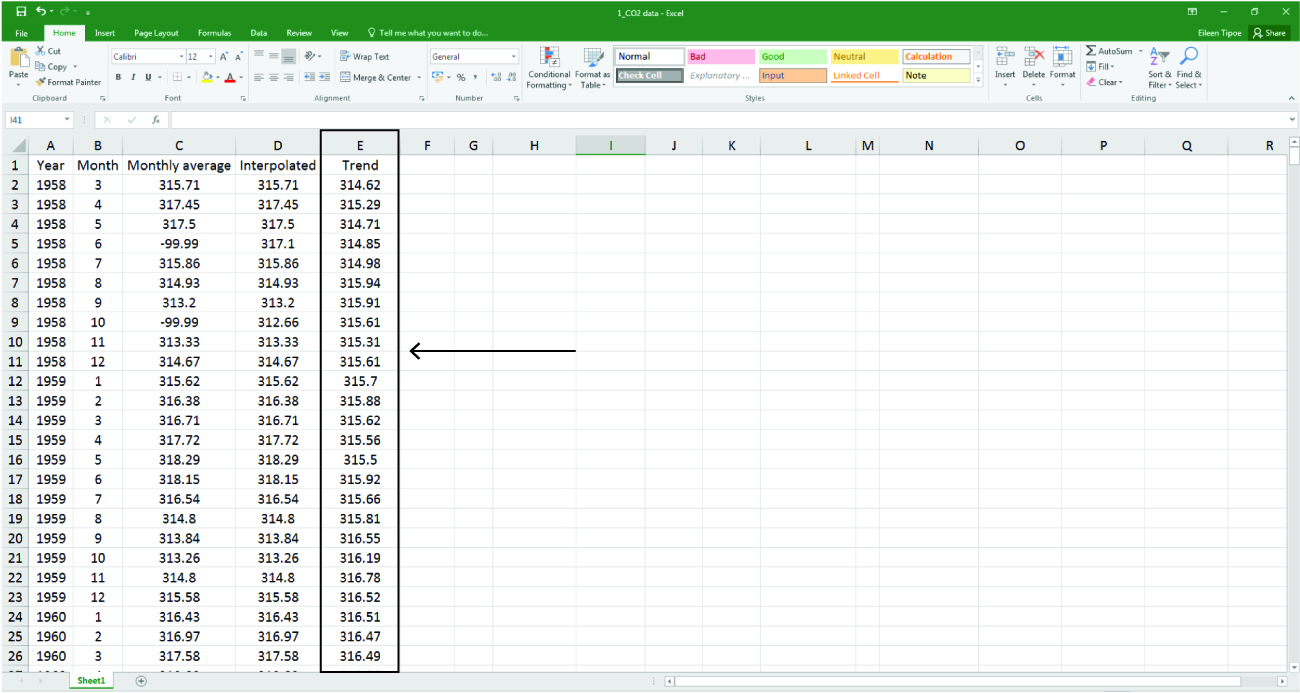 1_CO2 data - Excel
File Home Insert Page Layout Formulas Data Review View Tell me what you want to do... Eileen Tipoe Share
Paste Cut Copy Format Painter Clipboard
Calibri 12 A A B I U A Font
Wrap Text Merge & Center Alignment
General % Number
Conditional Formatting Format as Table
Normal Bad Good Neutral Calculation
Check Cell Explanatory ... Input Linked Cell Note
Styles
Insert Delete Format Cells
AutoSum Fill Clear Sort & Filter Find & Select Editing
I41 fx
A B C D E F G H I J K L M N O P Q R
1 Year Month Monthly average Interpolated Trend
2 1958 3 315.71 315.71 314.62
3 1958 4 317.45 317.45 315.29
4 1958 5 317.5 317.5 314.71
5 1958 6 -99.99 317.1 314.85
6 1958 7 315.86 315.86 314.98
7 1958 8 314.93 314.93 315.94
8 1958 9 313.2 313.2 315.91
9 1958 10 -99.99 312.66 315.61
10 1958 11 313.33 313.33 315.31
11 1958 12 314.67 314.67 315.61
12 1959 1 315.62 315.62 315.7
13 1959 2 316.38 316.38 315.88
14 1959 3 316.71 316.71 315.62
15 1959 4 317.72 317.72 315.56
16 1959 5 318.29 318.29 315.5
17 1959 6 318.15 318.15 315.92
18 1959 7 316.54 316.54 315.66
19 1959 8 314.8 314.8 315.81
20 1959 9 313.84 313.84 316.55
21 1959 10 313.26 313.26 316.19
22 1959 11 314.8 314.8 316.78
23 1959 12 315.58 315.58 316.52
24 1960 1 316.43 316.43 316.51
25 1960 2 316.97 316.97 316.47
26 1960 3 317.58 317.58 316.49
Sheet1